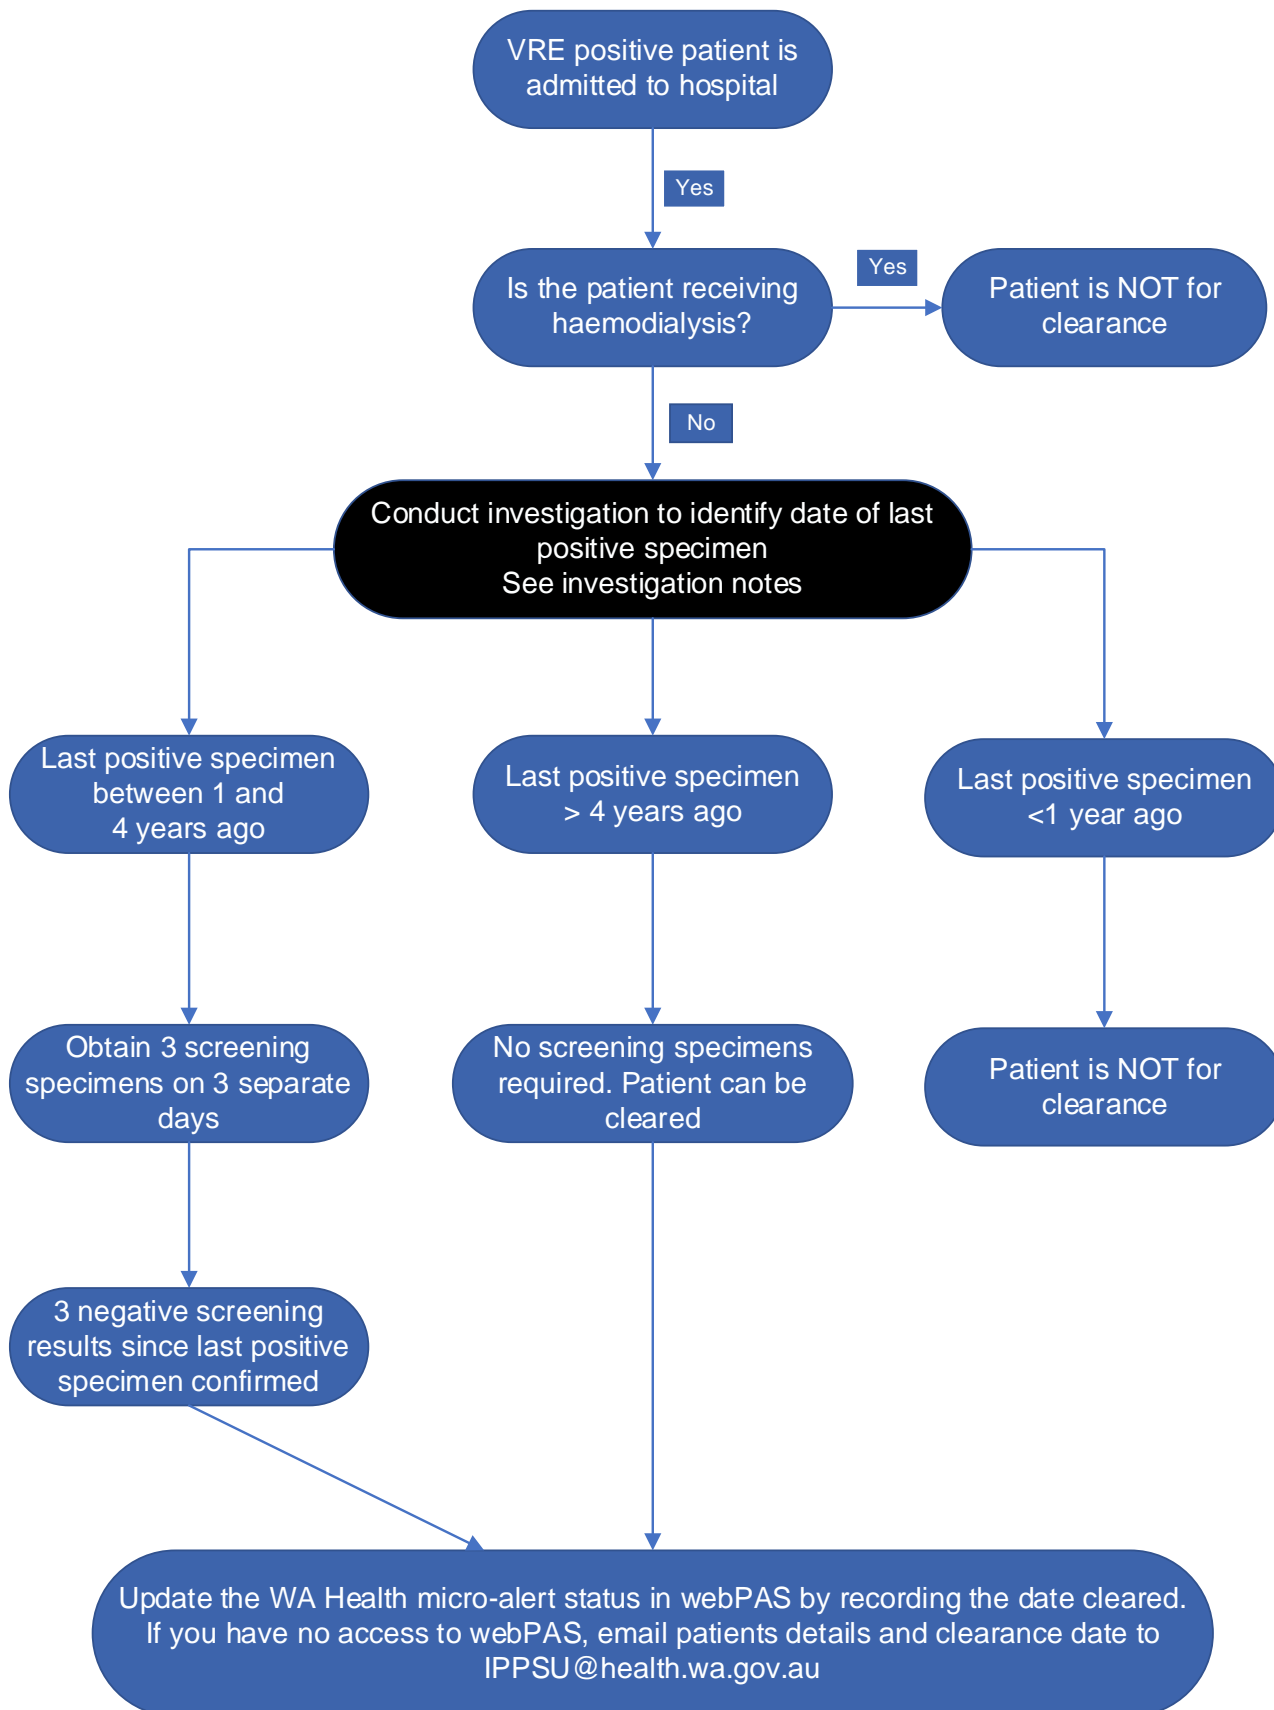 VRE positive patient is
admitted to hospital
Yes
Is the patient receiving
haemodialysis?
Yes
Patient is NOT for
clearance
No
Conduct investigation to identify date of last
positive specimen
See investigation notes
Last positive specimen
between 1 and
4 years ago
Last positive specimen
> 4 years ago
Last positive specimen
<1 year ago
Obtain 3 screening
specimens on 3 separate
days
No screening specimens
required. Patient can be
cleared
Patient is NOT for
clearance
3 negative screening
results since last positive
specimen confirmed
Update the WA Health micro-alert status in webPAS by recording the date cleared.
If you have no access to webPAS, email patients details and clearance date to
IPPSU@health.wa.gov.au